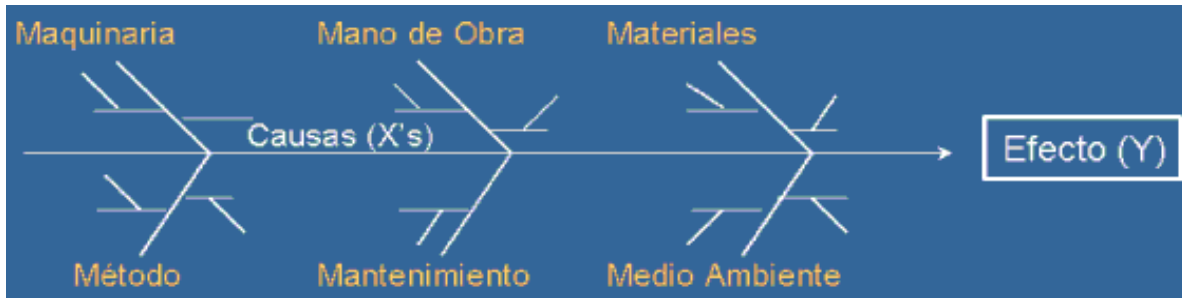 Maquinaria
Mano de Obra
Materiales
Causas (X's)
Efecto (Y)
Método
Mantenimiento
Medio Ambiente